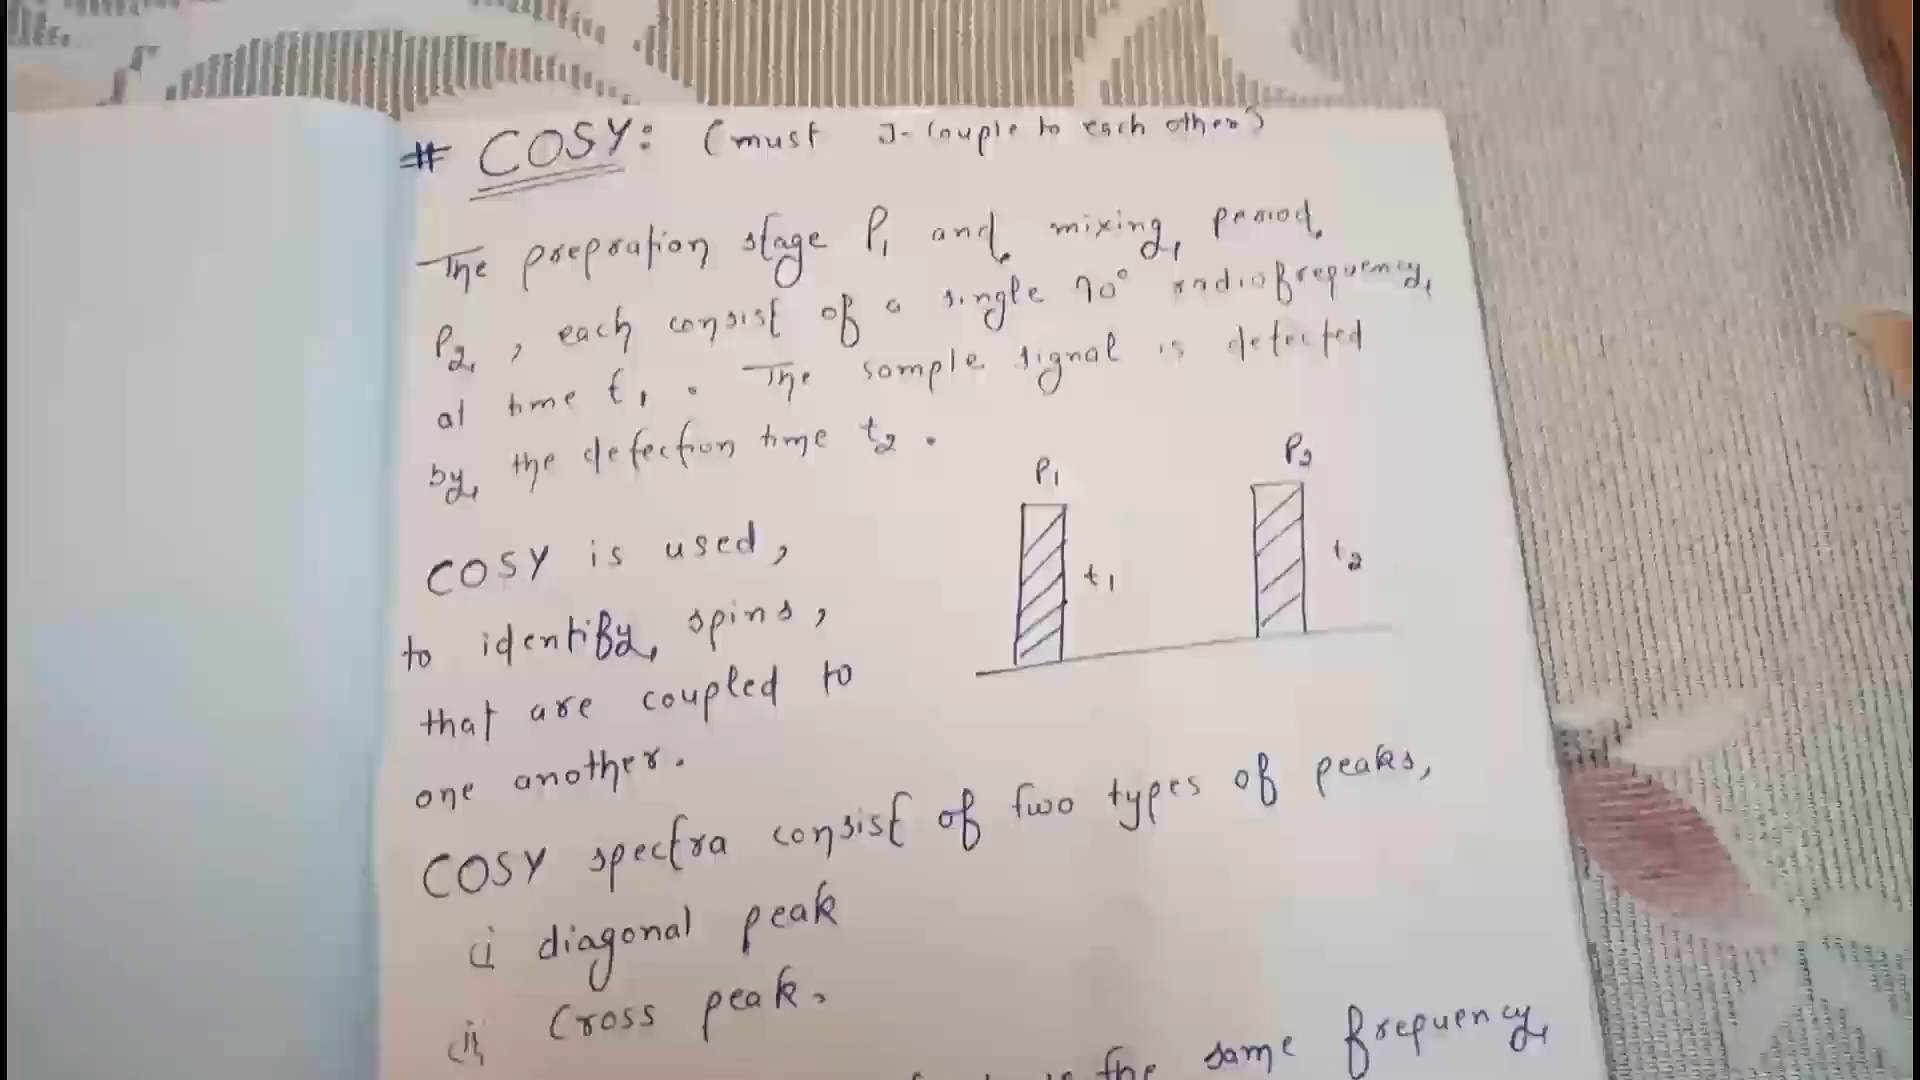 # COSY: (must J-Couple to each other)
The prepration stage P1 and mixing period
P2, each consist of a single 90° radiofrequency
at time t1. The sample signal is detected
by the detection time t2.
P1 P2
t1 t2
COSY is used,
to identify spins,
that are coupled to
one another.
COSY spectra consist of two types of peaks,
(i diagonal peak
(ii Cross peak.
the same frequency